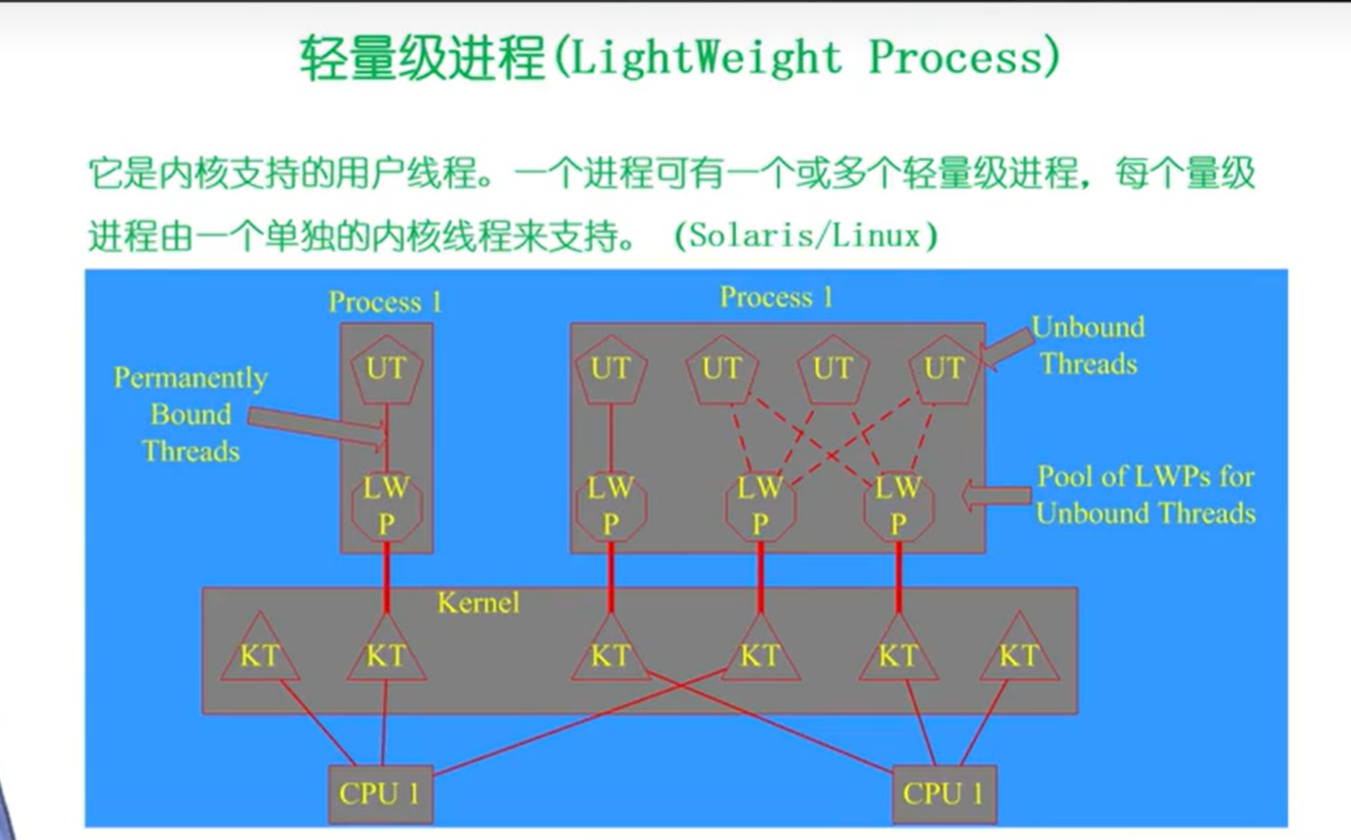 轻量级进程(LightWeight Process)
它是内核支持的用户线程。一个进程可有一个或多个轻量级进程，每个量级
进程由一个单独的内核线程来支持。(Solaris/Linux)
Process 1
Process 1
Unbound
Threads
UT
UT
UT
UT
UT
Permanently
Bound
Threads
LW
P
LW
P
LW
P
LW
P
Pool of LWPs for
Unbound Threads
Kernel
KT
KT
KT
KT
KT
KT
CPU 1
CPU 1